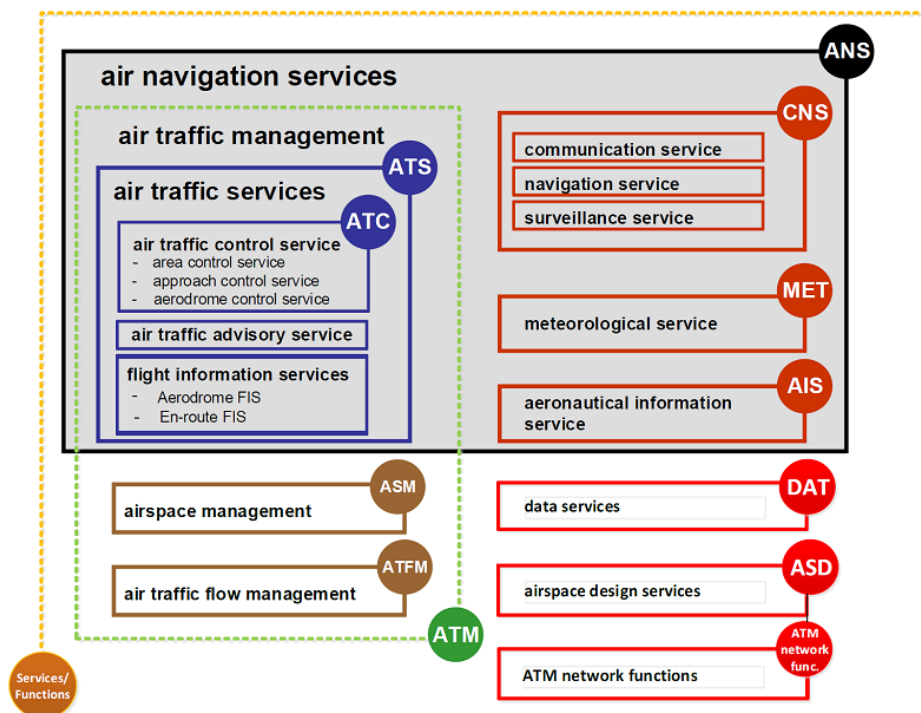 ANS
air navigation services
CNS
air traffic management
communication service
ATS
navigation service
air traffic services
surveillance service
ATC
air traffic control service
- area control service
- approach control service
- aerodrome control service
MET
meteorological service
air traffic advisory service
flight information services
- Aerodrome FIS
- En-route FIS
AIS
aeronautical information
service
ASM
airspace management
DAT
data services
ATFM
air traffic flow management
ASD
airspace design services
ATM
ATM
network
func.
ATM network functions
Services/
Functions